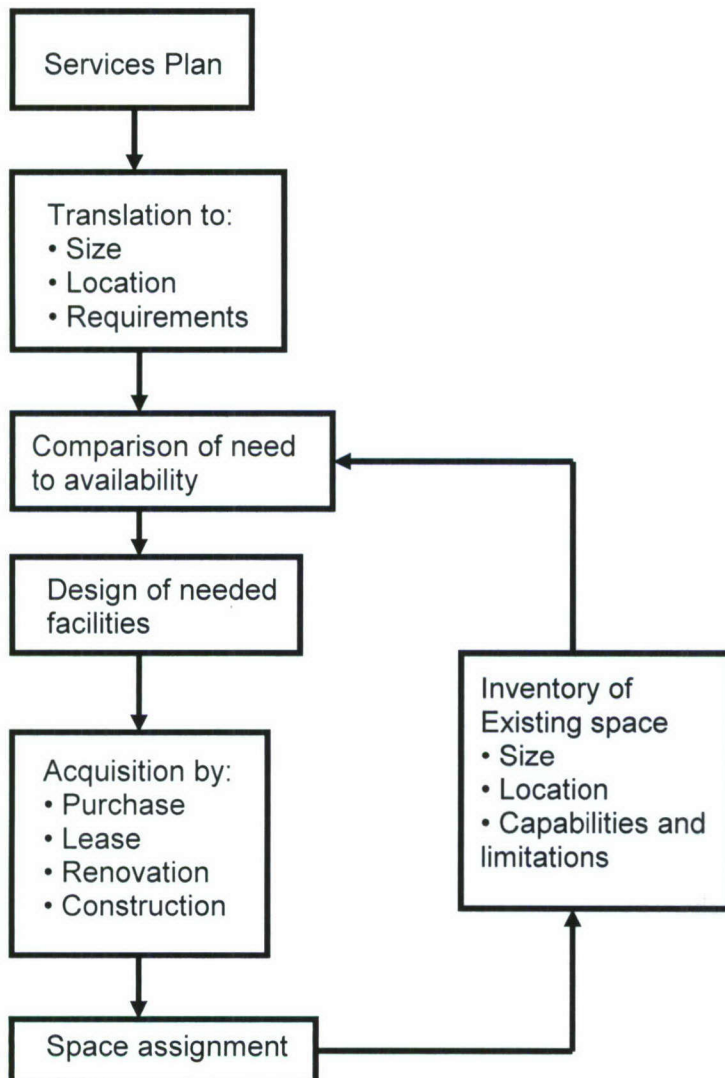 Services Plan
Translation to:
• Size
• Location
• Requirements
Comparison of need
to availability
Design of needed
facilities
Acquisition by:
• Purchase
• Lease
• Renovation
• Construction
Space assignment
Inventory of
Existing space
• Size
• Location
• Capabilities and
limitations